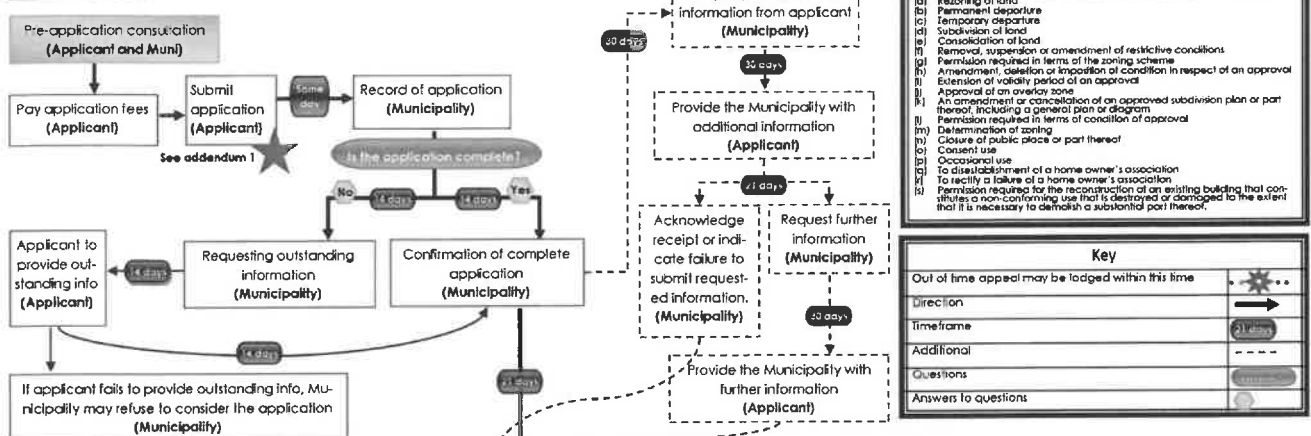 Pre-application consultation
(Applicant and Muni)
Pay application fees
(Applicant)
Submit
application
(Applicant)
See addendum 1
Same
day
Record of application
(Municipality)
Is the application complete?
No
14 days
14 days
Yes
Applicant to
provide out-
standing info
(Applicant)
14 days
Requesting outstanding
information
(Municipality)
Confirmation of complete
application
(Municipality)
14 days
If applicant fails to provide outstanding info, Mu-
nicipality may refuse to consider the application
(Municipality)
21 days
30 days
information from applicant
(Municipality)
30 days
Provide the Municipality with
additional information
(Applicant)
21 days
Acknowledge
receipt or indi-
cate failure to
submit request-
ed information.
(Municipality)
Request further
information
(Municipality)
30 days
Provide the Municipality with
further information
(Applicant)
(a) Rezoning of land
(b) Permanent departure
(c) Temporary departure
(d) Subdivision of land
(e) Consolidation of land
(f) Removal, suspension or amendment of restrictive conditions
(g) Permission required in terms of the zoning scheme
(h) Amendment, deletion or imposition of condition in respect of an approval
(i) Extension of validity period of an approval
(j) Approval of an overlay zone
(k) An amendment or cancellation of an approved subdivision plan or part
thereof, including a general plan or diagram
(l) Permission required in terms of condition of approval
(m) Determination of zoning
(n) Closure of public place or part thereof
(o) Consent use
(p) Occasional use
(q) To disestablishment of a home owner's association
(r) To rectify a failure of a home owner's association
(s) Permission required for the reconstruction of an existing building that con-
stitutes a non-conforming use that is destroyed or damaged to the extent
that it is necessary to demolish a substantial part thereof.
Key
Out of time appeal may be lodged within this time
Direction
Timeframe
21 days
Additional
Questions
Answers to questions